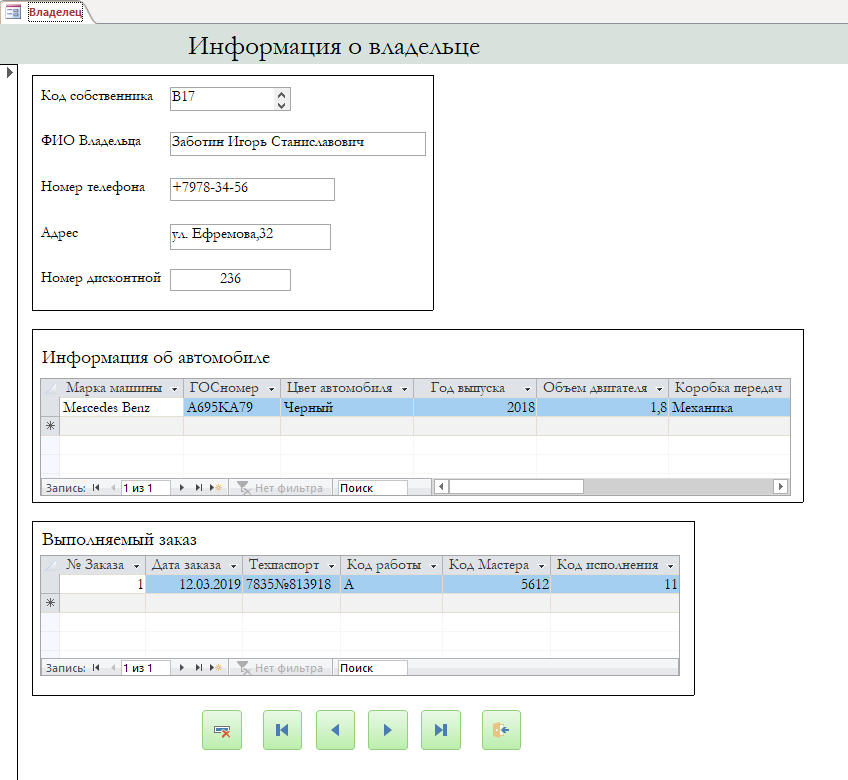 Владелец
Информация о владельце
Код собственника В17
ФИО Владельца Заботин Игорь Станиславович
Номер телефона +7978-34-56
Адрес ул. Ефремова,32
Номер дисконтной 236
Информация об автомобиле
Марка машины ГОСномер Цвет автомобиля Год выпуска Объем двигателя Коробка передач
Mercedes Benz А695КА79 Черный 2018 1,8 Механика
Запись: 1 из 1 Нет фильтра Поиск
Выполняемый заказ
№ Заказа Дата заказа Техпаспорт Код работы Код Мастера Код исполнения
1 12.03.2019 7835№813918 А 5612 11
Запись: 1 из 1 Нет фильтра Поиск